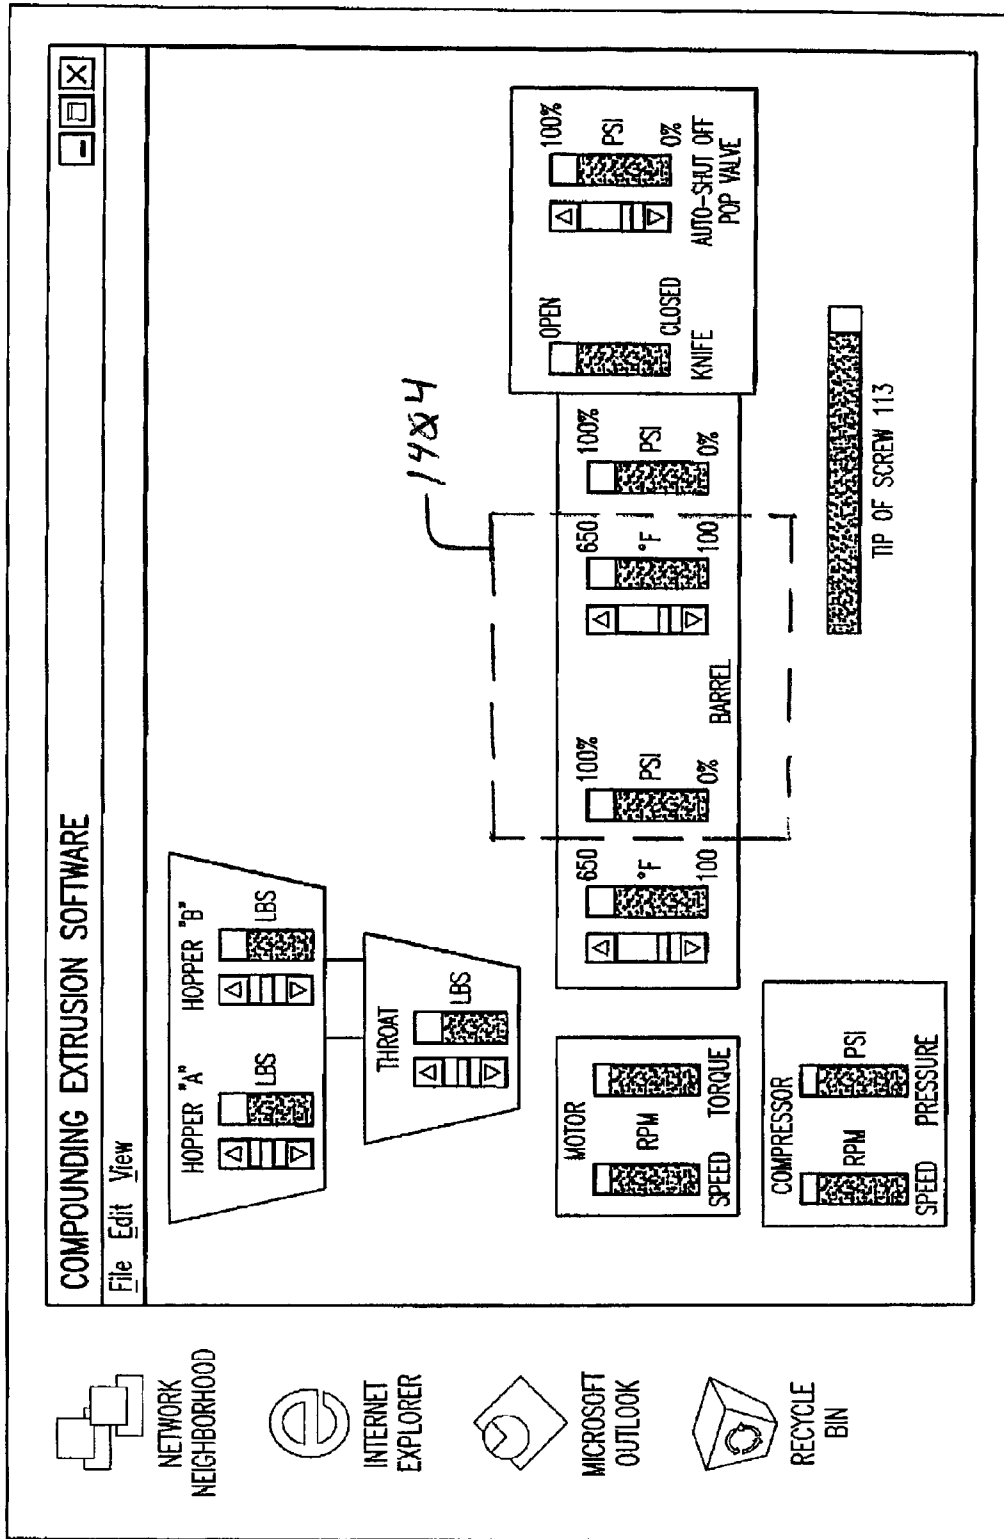 COMPOUNDING EXTRUSION SOFTWARE
File Edit View
NETWORK
NEIGHBORHOOD
INTERNET
EXPLORER
MICROSOFT
OUTLOOK
RECYCLE
BIN
HOPPER "A"
LBS
HOPPER "B"
LBS
THROAT
LBS
MOTOR
RPM
SPEED
TORQUE
COMPRESSOR
RPM
PSI
SPEED
PRESSURE
650
°F
100
100%
PSI
0%
BARREL
650
°F
100
100%
PSI
0%
OPEN
CLOSED
KNIFE
100%
PSI
0%
AUTO-SHUT OFF
POP VALVE
TIP OF SCREW 113